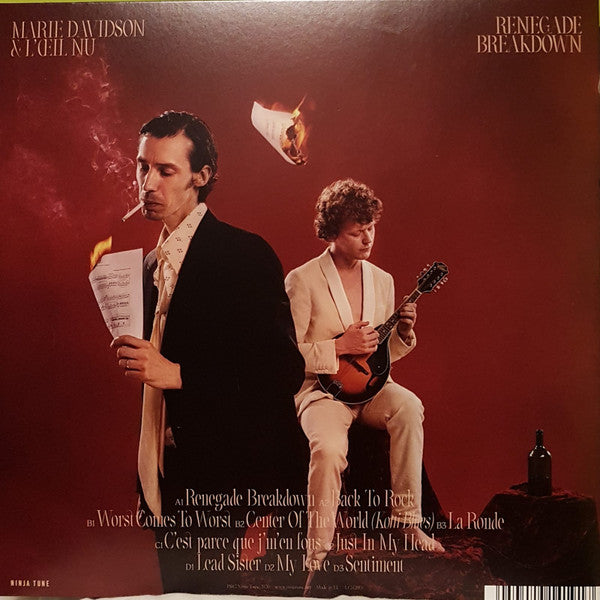 MARIE DAVIDSON
& L'ŒIL NU
RENEGADE
BREAKDOWN
A1 Renegade Breakdown A2 Back To Rock
B1 Worst Comes To Worst B2 Center Of The World (Kotti Blues) B3 La Ronde
C1 C'est parce que j'm'en fous C2 Just In My Head
D1 Lead Sister D2 My Love D3 Sentiment
NINJA TUNE